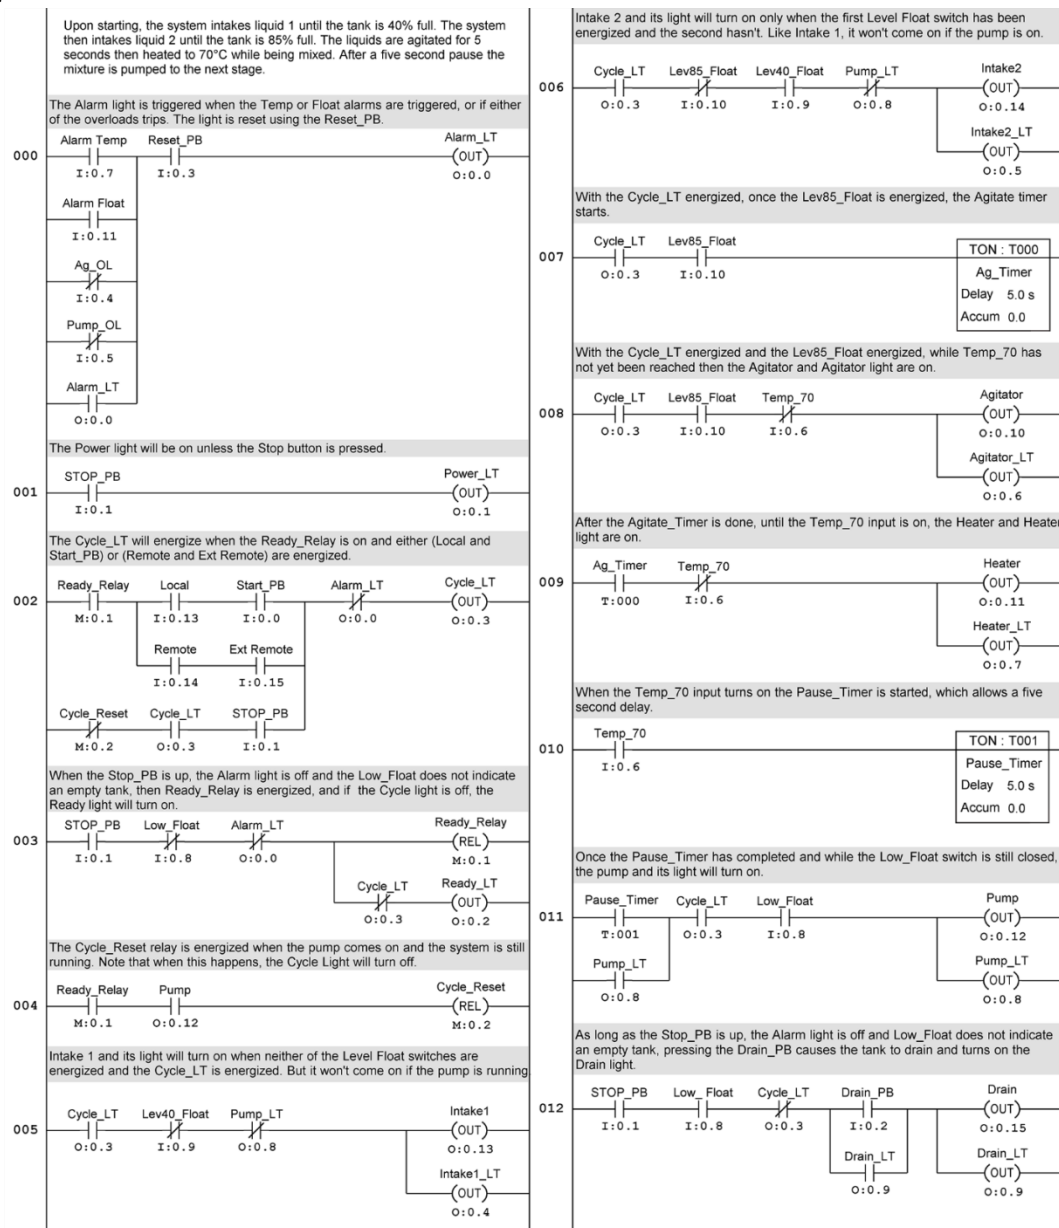 Upon starting, the system intakes liquid 1 until the tank is 40% full. The system
then intakes liquid 2 until the tank is 85% full. The liquids are agitated for 5
seconds then heated to 70°C while being mixed. After a five second pause the
mixture is pumped to the next stage.
The Alarm light is triggered when the Temp or Float alarms are triggered, or if either
of the overloads trips. The light is reset using the Reset_PB.
Alarm Temp Reset_PB Alarm_LT
000 (OUT)
I:0.7 I:0.3 O:0.0
Alarm Float
I:0.11
Ag_OL
I:0.4
Pump_OL
I:0.5
Alarm_LT
O:0.0
The Power light will be on unless the Stop button is pressed.
STOP_PB Power_LT
001 (OUT)
I:0.1 O:0.1
The Cycle_LT will energize when the Ready_Relay is on and either (Local and
Start_PB) or (Remote and Ext Remote) are energized.
Ready_Relay Local Start_PB Alarm_LT Cycle_LT
002 (OUT)
M:0.1 I:0.13 I:0.0 O:0.0 O:0.3
Remote Ext Remote
I:0.14 I:0.15
Cycle_Reset Cycle_LT STOP_PB
M:0.2 O:0.3 I:0.1
When the Stop_PB is up, the Alarm light is off and the Low_Float does not indicate
an empty tank, then Ready_Relay is energized, and if the Cycle light is off, the
Ready light will turn on.
STOP_PB Low_Float Alarm_LT Ready_Relay
003 (REL)
I:0.1 I:0.8 O:0.0 M:0.1
Cycle_LT Ready_LT
(OUT)
O:0.3 O:0.2
The Cycle_Reset relay is energized when the pump comes on and the system is still
running. Note that when this happens, the Cycle Light will turn off.
Ready_Relay Pump Cycle_Reset
004 (REL)
M:0.1 O:0.12 M:0.2
Intake 1 and its light will turn on when neither of the Level Float switches are
energized and the Cycle_LT is energized. But it won't come on if the pump is running
Cycle_LT Lev40_Float Pump_LT Intake1
005 (OUT)
O:0.3 I:0.9 O:0.8 O:0.13
Intake1_LT
(OUT)
O:0.4
Intake 2 and its light will turn on only when the first Level Float switch has been
energized and the second hasn't. Like Intake 1, it won't come on if the pump is on.
Cycle_LT Lev85_Float Lev40_Float Pump_LT Intake2
006 (OUT)
O:0.3 I:0.10 I:0.9 O:0.8 O:0.14
Intake2_LT
(OUT)
O:0.5
With the Cycle_LT energized, once the Lev85_Float is energized, the Agitate timer
starts.
Cycle_LT Lev85_Float
007 TON : T000
O:0.3 I:0.10 Ag_Timer
Delay 5.0 s
Accum 0.0
With the Cycle_LT energized and the Lev85_Float energized, while Temp_70 has
not yet been reached then the Agitator and Agitator light are on.
Cycle_LT Lev85_Float Temp_70 Agitator
008 (OUT)
O:0.3 I:0.10 I:0.6 O:0.10
Agitator_LT
(OUT)
O:0.6
After the Agitate_Timer is done, until the Temp_70 input is on, the Heater and Heater
light are on.
Ag_Timer Temp_70 Heater
009 (OUT)
T:000 I:0.6 O:0.11
Heater_LT
(OUT)
O:0.7
When the Temp_70 input turns on the Pause_Timer is started, which allows a five
second delay.
Temp_70
010 TON : T001
I:0.6 Pause_Timer
Delay 5.0 s
Accum 0.0
Once the Pause_Timer has completed and while the Low_Float switch is still closed,
the pump and its light will turn on.
Pause_Timer Cycle_LT Low_Float Pump
011 (OUT)
T:001 O:0.3 I:0.8 O:0.12
Pump_LT Pump_LT
(OUT)
O:0.8 O:0.8
As long as the Stop_PB is up, the Alarm light is off and Low_Float does not indicate
an empty tank, pressing the Drain_PB causes the tank to drain and turns on the
Drain light.
STOP_PB Low_ Float Cycle_LT Drain_PB Drain
012 (OUT)
I:0.1 I:0.8 O:0.3 I:0.2 O:0.15
Drain_LT Drain_LT
(OUT)
O:0.9 O:0.9